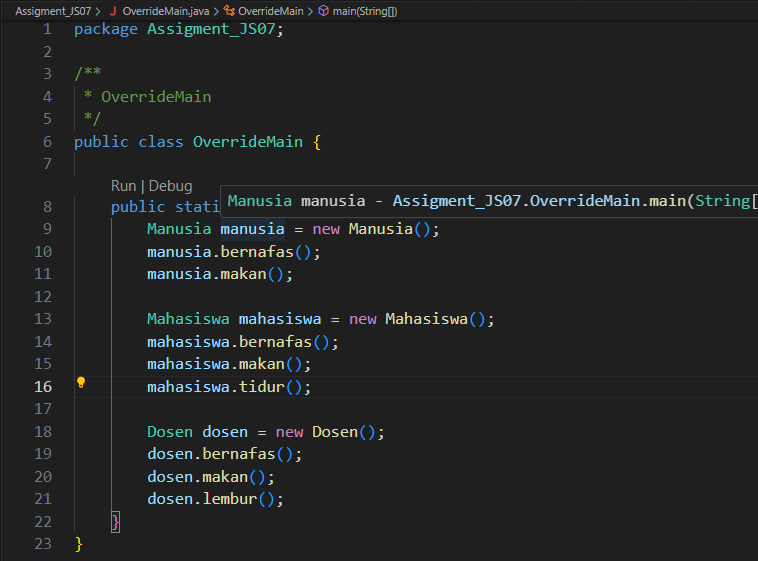 Assigment_JS07 > J OverrideMain.java > OverrideMain > main(String[])
1 package Assigment_JS07;
2
3 /**
4  * OverrideMain
5  */
6 public class OverrideMain {
7
Run | Debug
Manusia manusia - Assigment_JS07.OverrideMain.main(String[
8 public stati
9 Manusia manusia = new Manusia();
10 manusia.bernafas();
11 manusia.makan();
12
13 Mahasiswa mahasiswa = new Mahasiswa();
14 mahasiswa.bernafas();
15 mahasiswa.makan();
16 mahasiswa.tidur();
17
18 Dosen dosen = new Dosen();
19 dosen.bernafas();
20 dosen.makan();
21 dosen.lembur();
22 }
23 }